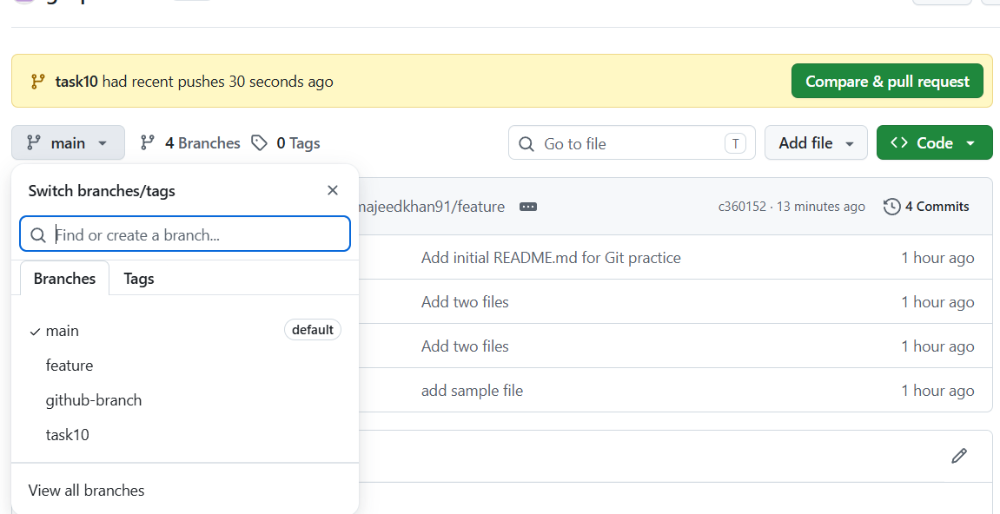 task10 had recent pushes 30 seconds ago
Compare & pull request
main
4 Branches
0 Tags
Go to file
T
Add file
Code
Switch branches/tags
Find or create a branch...
Branches
Tags
main
default
feature
github-branch
task10
View all branches
majeedkhan91/feature
c360152 · 13 minutes ago
4 Commits
Add initial README.md for Git practice
1 hour ago
Add two files
1 hour ago
Add two files
1 hour ago
add sample file
1 hour ago